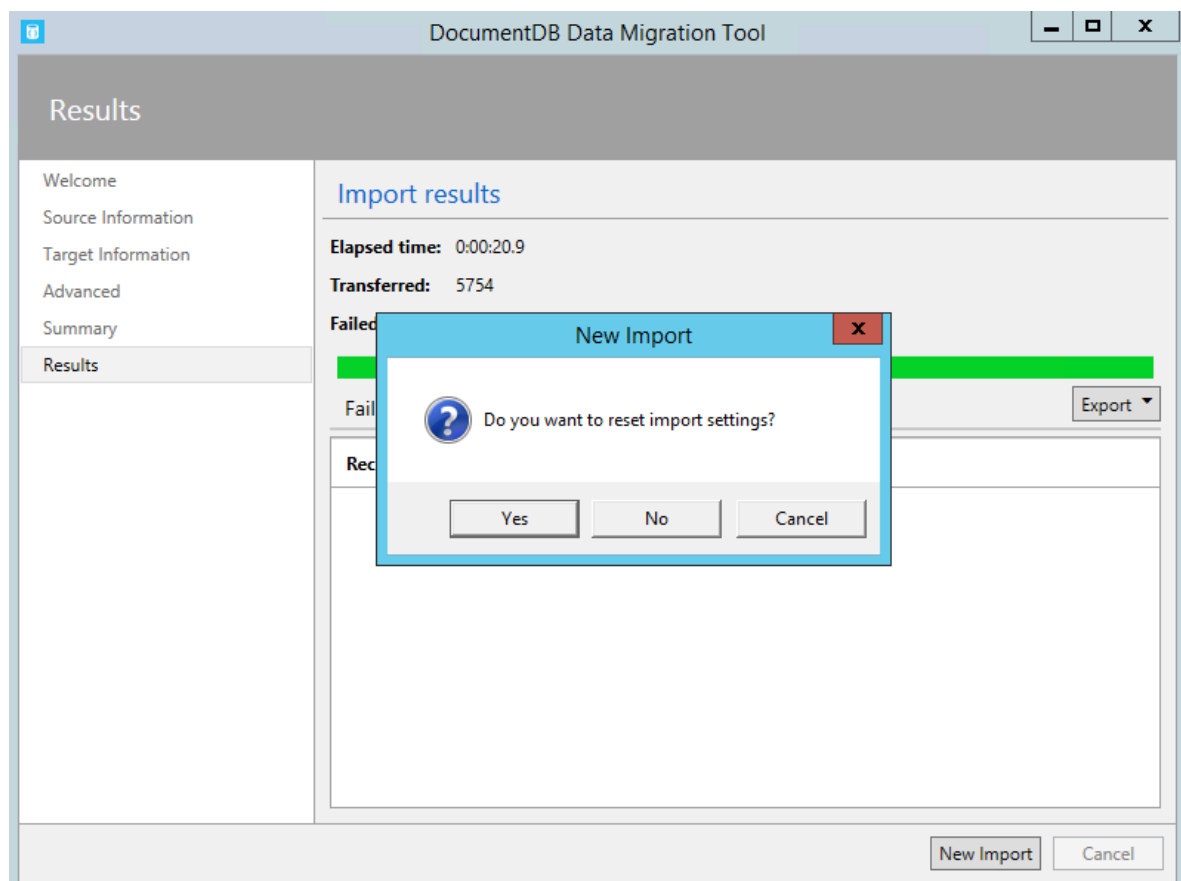 DocumentDB Data Migration Tool
Results
Welcome
Source Information
Target Information
Advanced
Summary
Results
Import results
Elapsed time: 0:00:20.9
Transferred: 5754
Failed
New Import
Do you want to reset import settings?
Yes No Cancel
Fail
Export
Rec
New Import Cancel